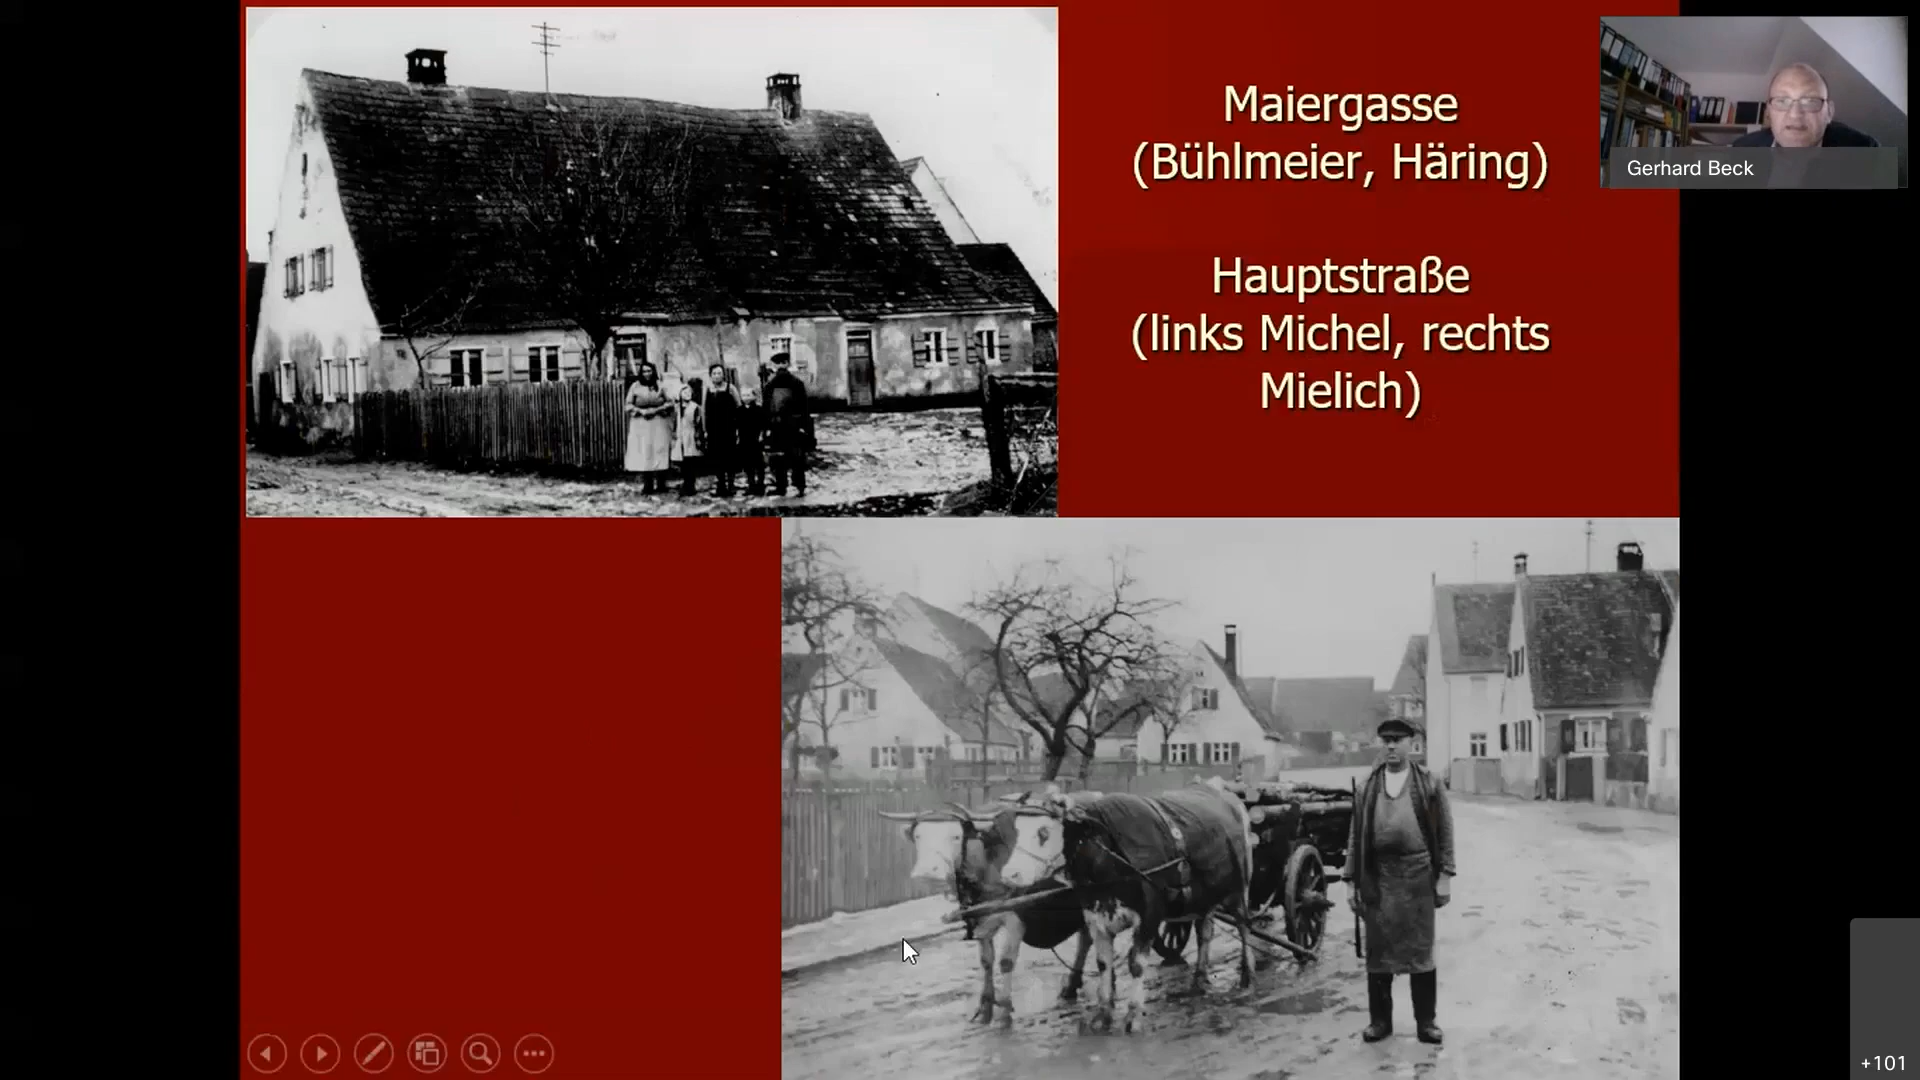 Maiergasse
(Bühlmeier, Häring)
Hauptstraße
(links Michel, rechts
Mielich)
Gerhard Beck
+101